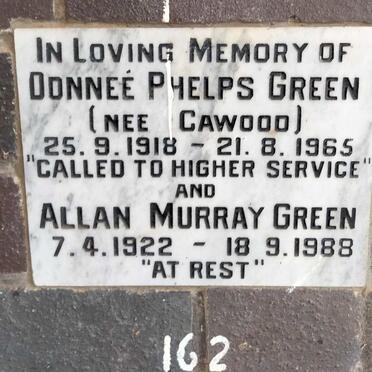 IN LOVING MEMORY OF
DONNEÉ PHELPS GREEN
(NEE CAWOOD)
25.9.1918 - 21.8.1965
"CALLED TO HIGHER SERVICE"
AND
ALLAN MURRAY GREEN
7.4.1922 - 18 9.1988
"AT REST"
162